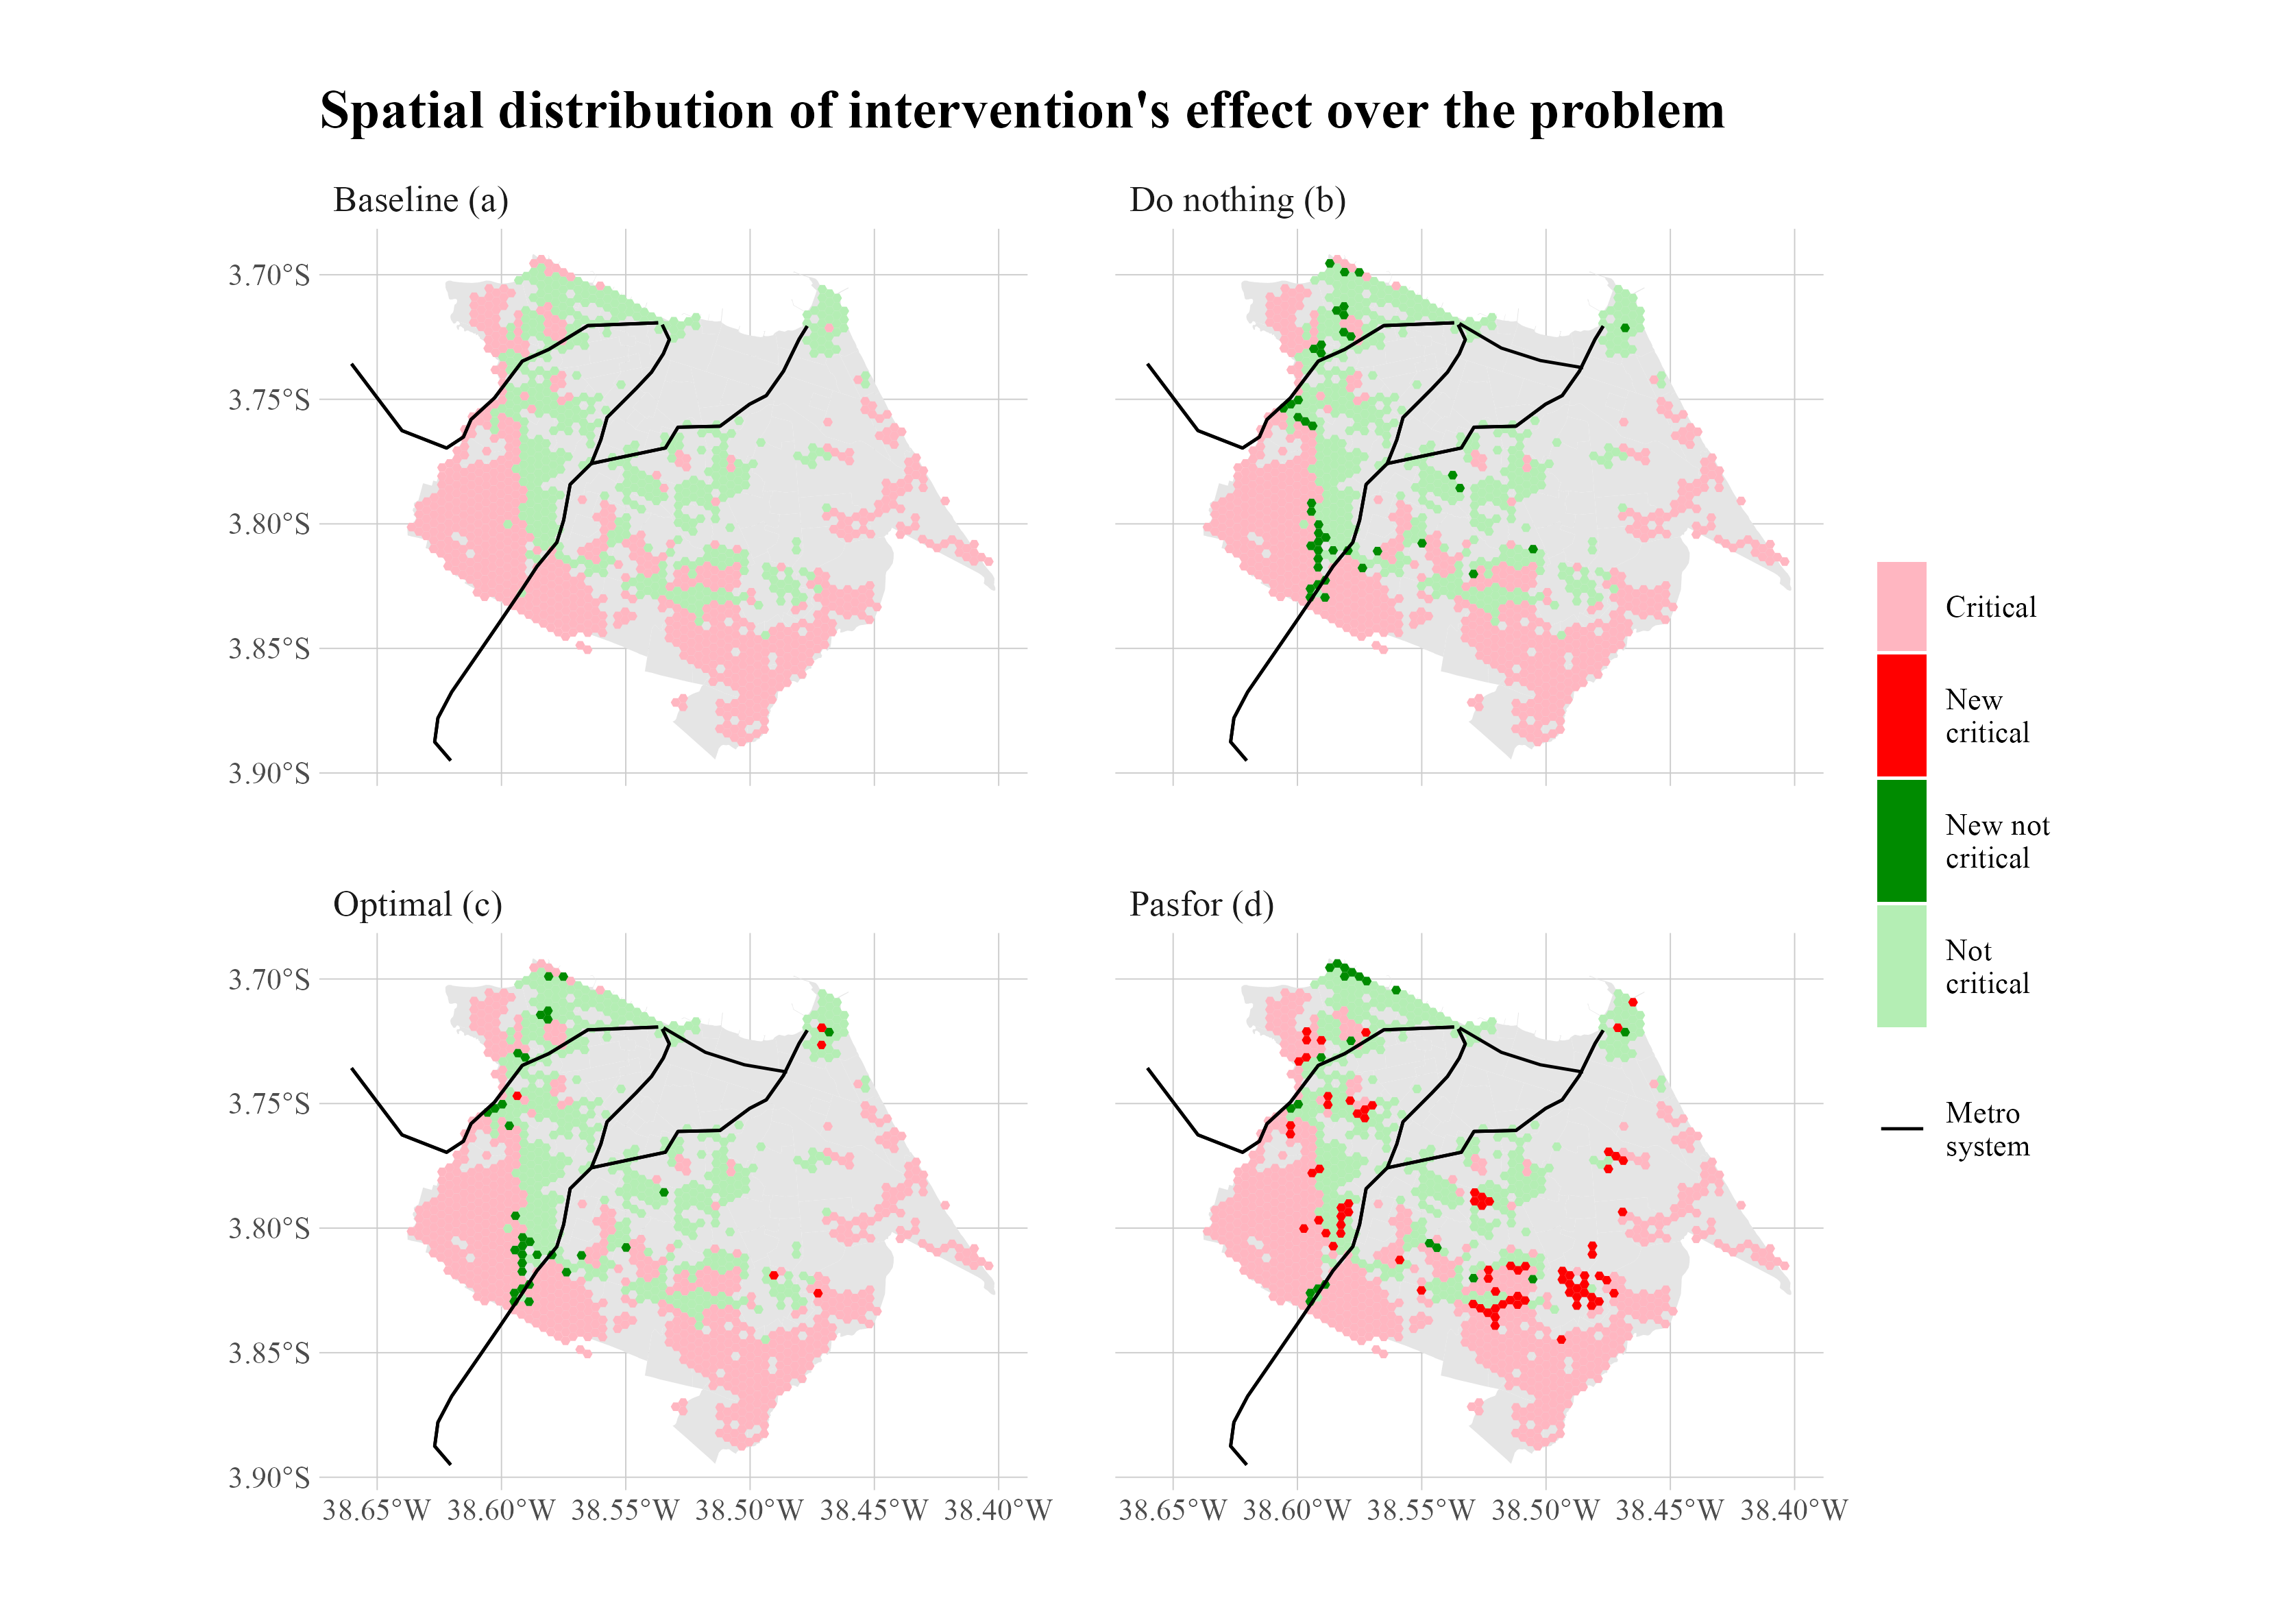 Spatial distribution of intervention's effect over the problem
Baseline (a)
Do nothing (b)
3.70°S
3.75°S
3.80°S
3.85°S
3.90°S
Optimal (c)
Pasfor (d)
3.70°S
3.75°S
3.80°S
3.85°S
3.90°S
38.65°W 38.60°W 38.55°W 38.50°W 38.45°W 38.40°W
38.65°W 38.60°W 38.55°W 38.50°W 38.45°W 38.40°W
Critical
New
critical
New not
critical
Not
critical
Metro
system